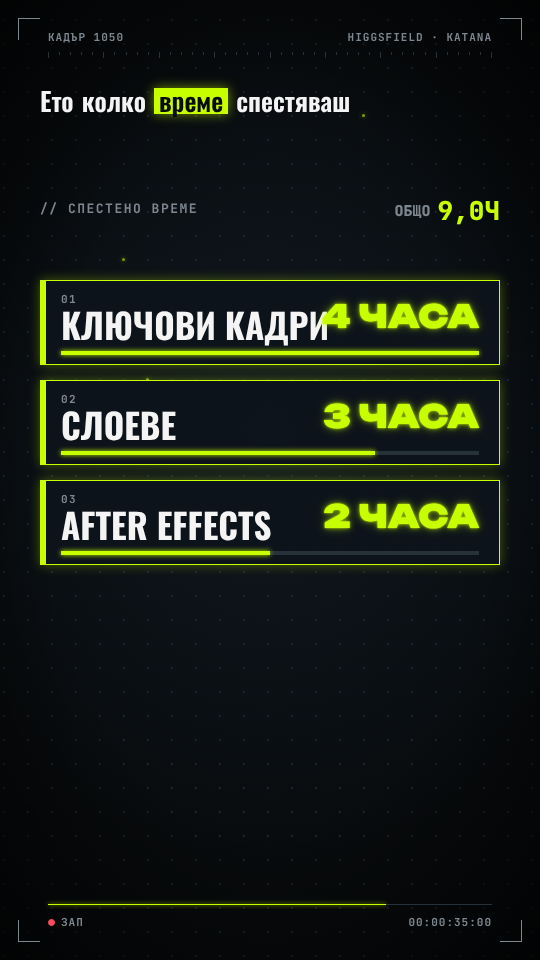 КАДЪР 1050
HIGGSFIELD · KATANA
Ето колко време спестяваш
// СПЕСТЕНО ВРЕМЕ
ОБЩО 9,0Ч
01
КЛЮЧОВИ КАДРИ
4 ЧАСА
02
СЛОЕВЕ
3 ЧАСА
03
AFTER EFFECTS
2 ЧАСА
ЗАП
00:00:35:00